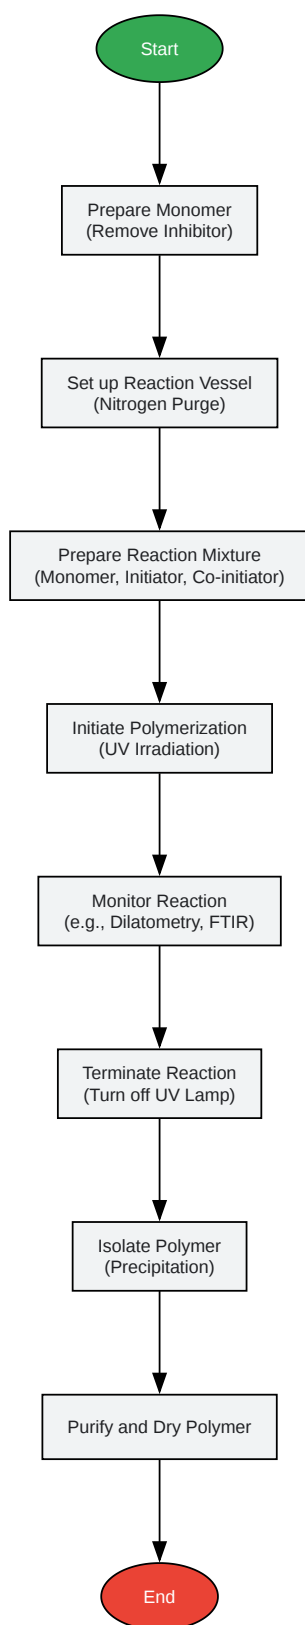 Start
Prepare Monomer
(Remove Inhibitor)
Set up Reaction Vessel
(Nitrogen Purge)
Prepare Reaction Mixture
(Monomer, Initiator, Co-initiator)
Initiate Polymerization
(UV Irradiation)
Monitor Reaction
(e.g., Dilatometry, FTIR)
Terminate Reaction
(Turn off UV Lamp)
Isolate Polymer
(Precipitation)
Purify and Dry Polymer
End